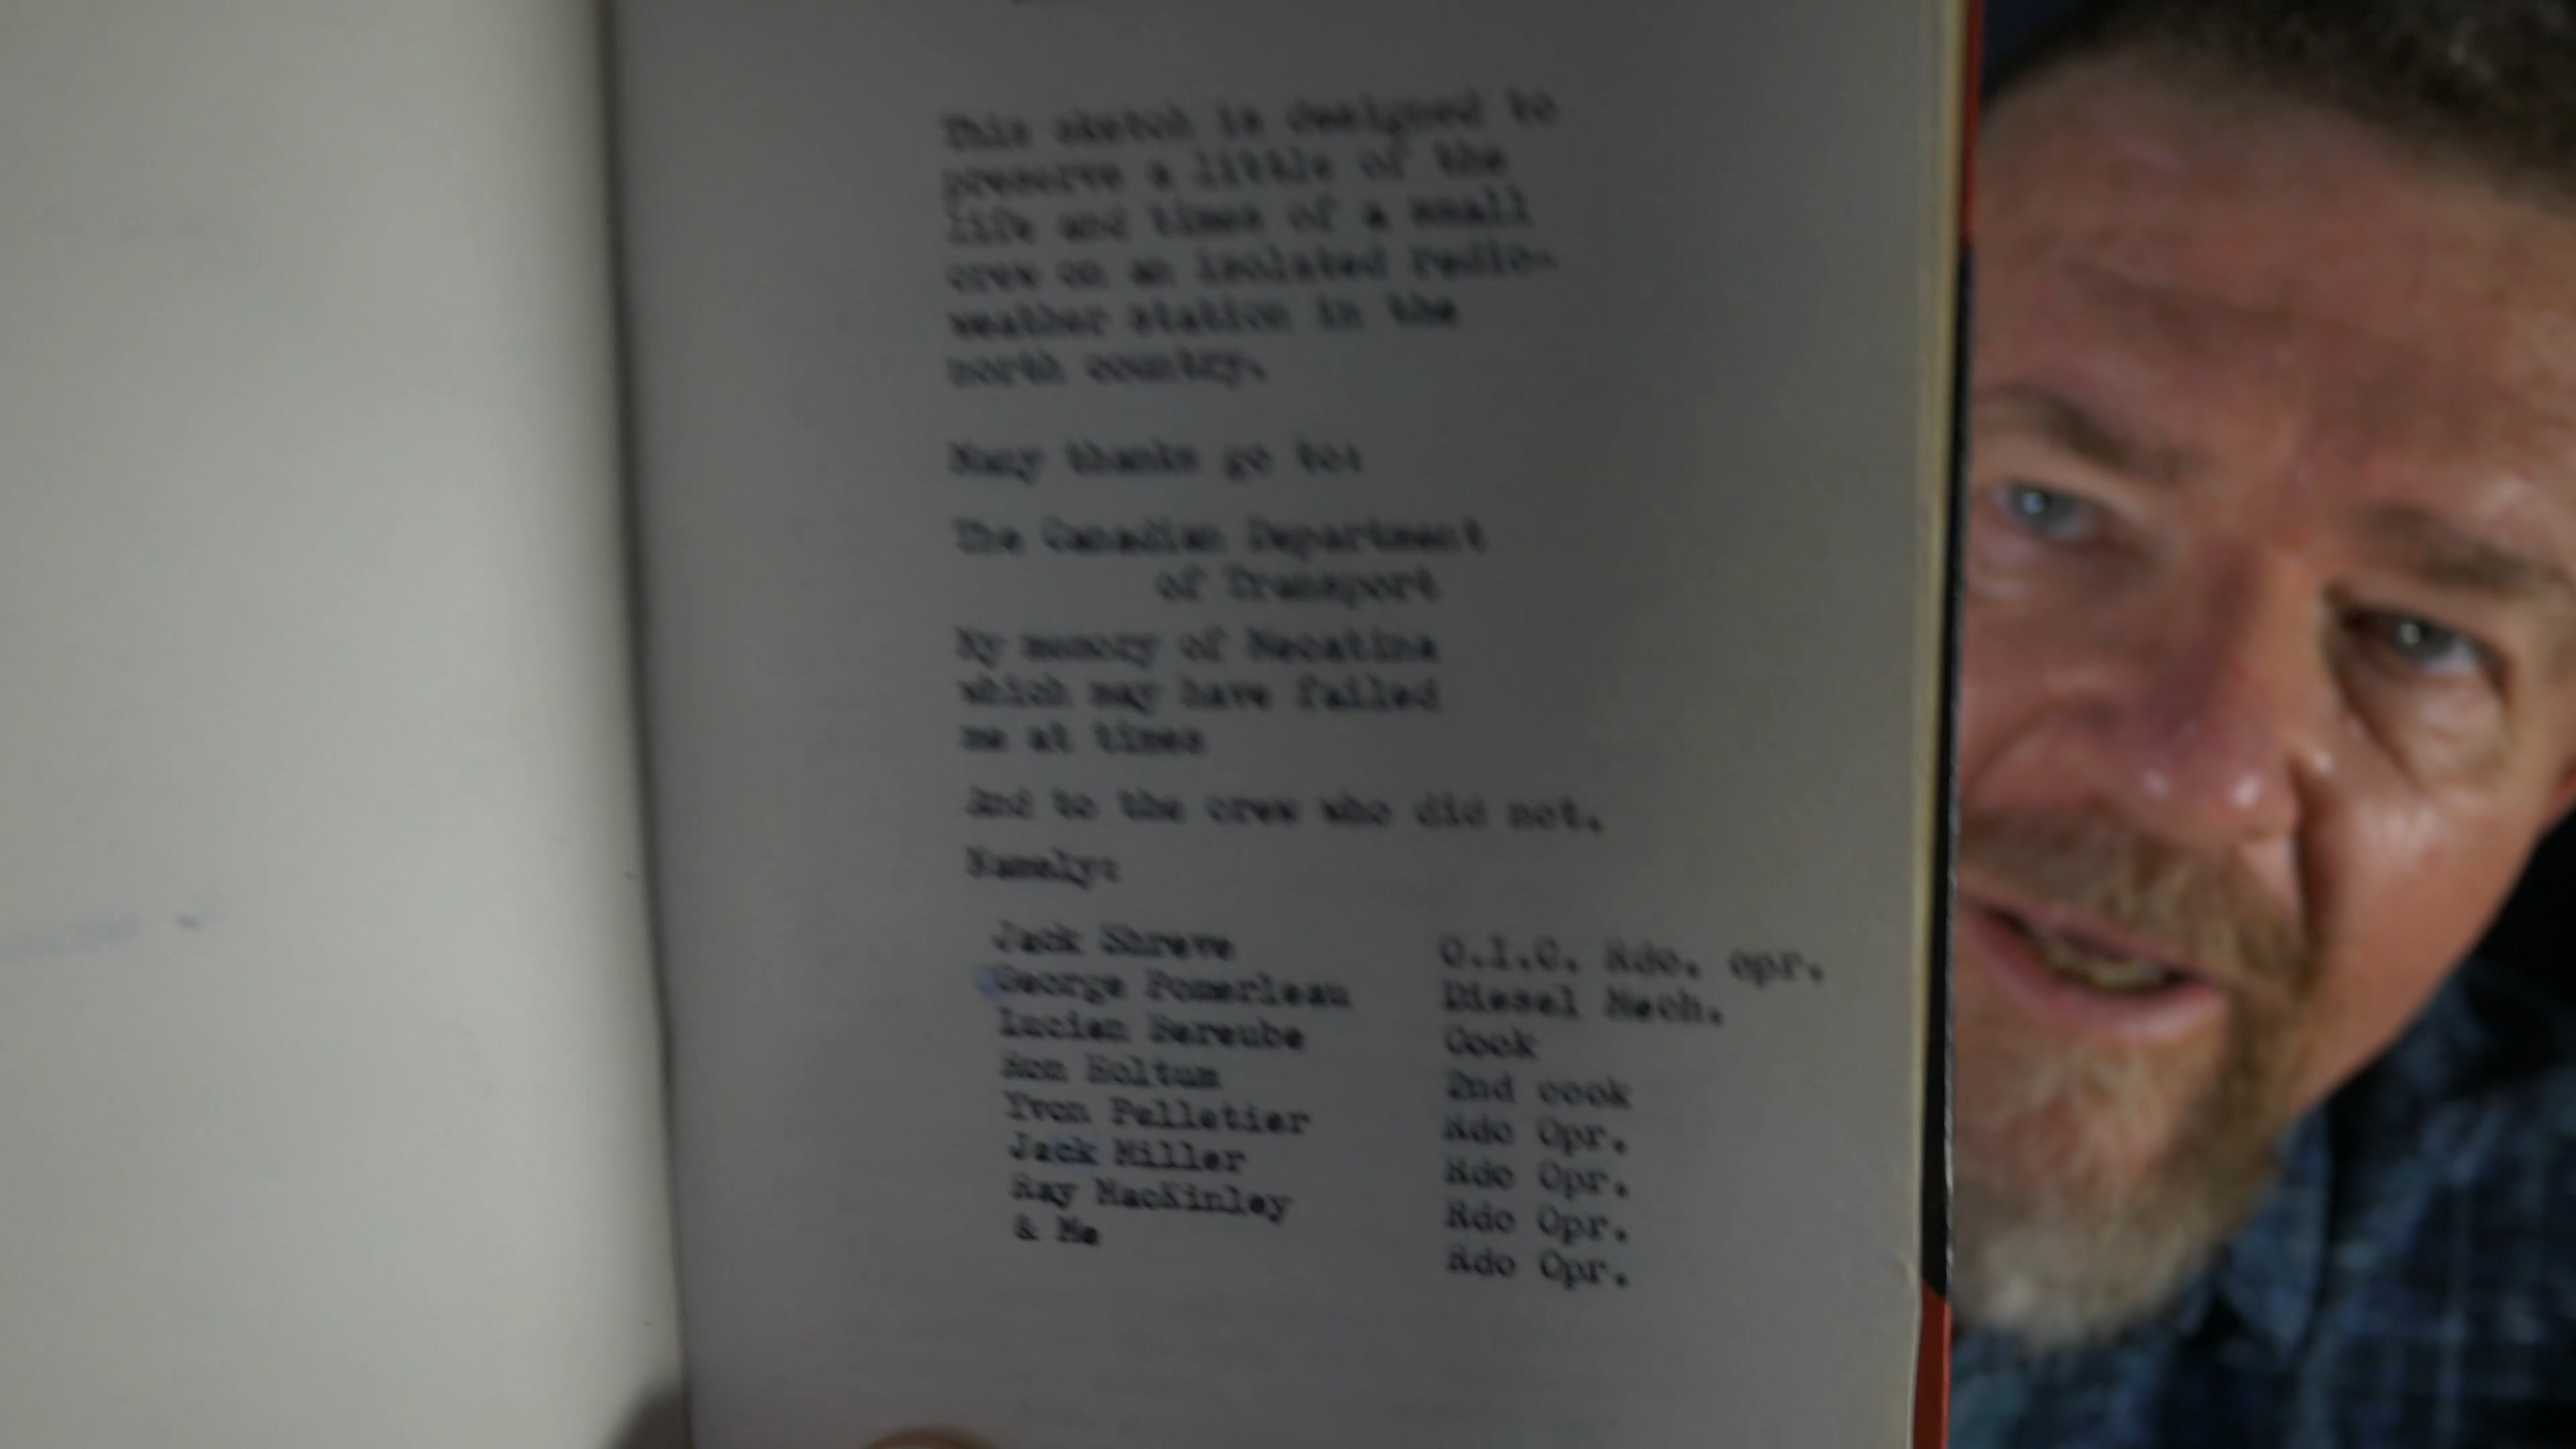 This sketch is designed to
preserve a little of the
life and times of a small
crew on an isolated radio-
weather station in the
north country.
Many thanks go to:
The Canadian Department
of Transport
My memory of Necatina
which may have failed
me at times
And to the crew who did not.
Namely:
Jack Shreve O.I.C. Rdo. opr.
George Pomerleau Diesel Mech.
Lucien Bereube Cook
Ron Holtum 2nd cook
Yvon Pelletier Rdo Opr.
Jack Miller Rdo Opr.
Ray MacKinley Rdo Opr.
& Me Rdo Opr.